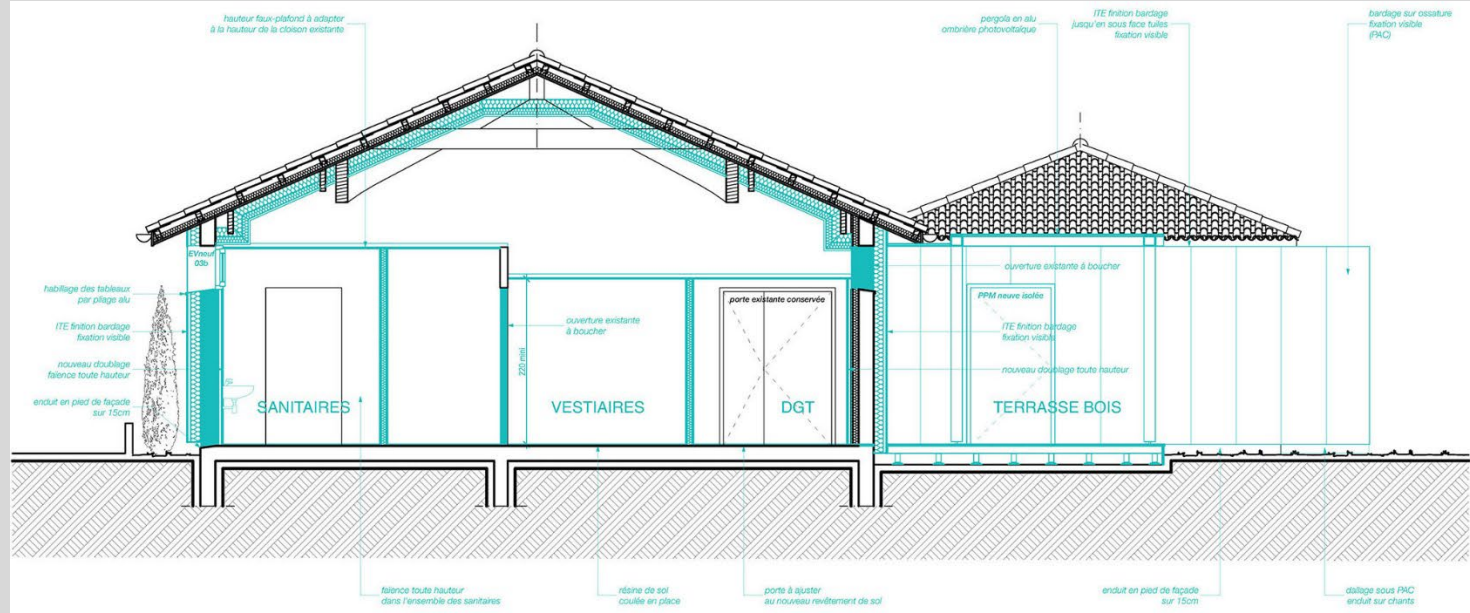 hauteur faux-plafond à adapter
à la hauteur de la cloison existante
pergola en alu
ombrière photovoltaïque
ITE finition bardage
jusqu'en sous face tuiles
fixation visible
bardage sur ossature
fixation visible
(PAC)
EVneuf
03b
habillage des tableaux
par pliage alu
ITE finition bardage
fixation visible
nouveau doublage
faïence toute hauteur
enduit en pied de façade
sur 15cm
ouverture existante
à boucher
220 mini
porte existante conservée
ouverture existante à boucher
PPM neuve isolée
ITE finition bardage
fixation visible
nouveau doublage toute hauteur
SANITAIRES
VESTIAIRES
DGT
TERRASSE BOIS
faïence toute hauteur
dans l'ensemble des sanitaires
résine de sol
coulée en place
porte à ajuster
au nouveau revêtement de sol
enduit en pied de façade
sur 15cm
dallage sous PAC
enduit sur chants